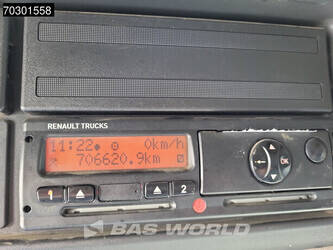 70301558
RENAULT TRUCKS
11:22 0km/h
706620.9km
1 2
OK
BAS WORLD